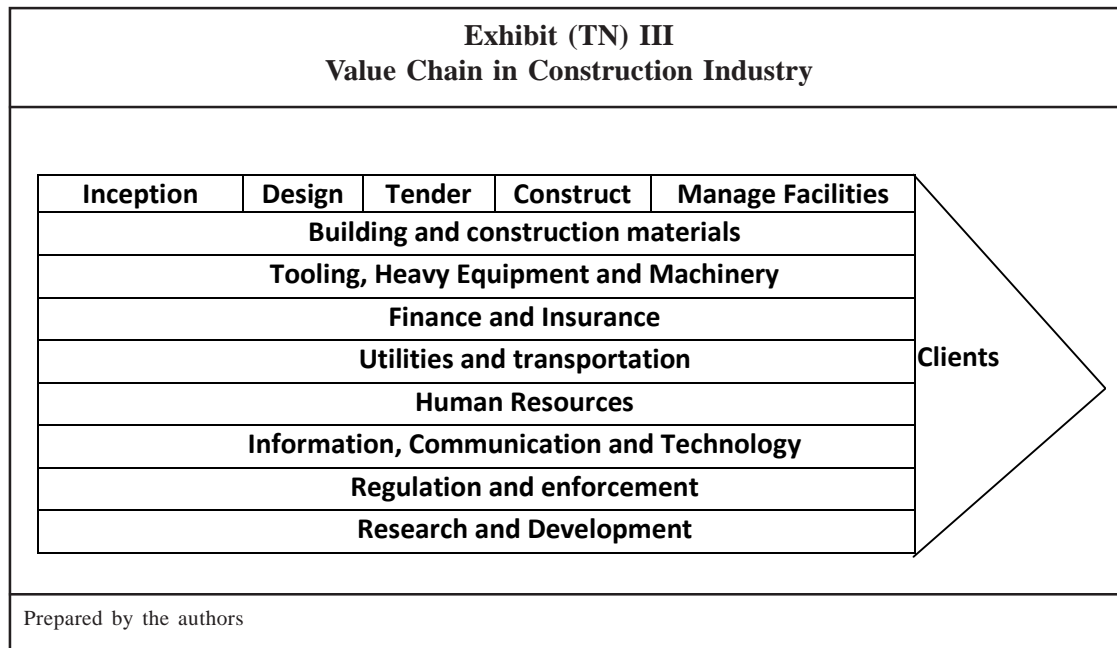 Exhibit (TN) III
Value Chain in Construction Industry
Inception Design Tender Construct Manage Facilities
Building and construction materials
Tooling, Heavy Equipment and Machinery
Finance and Insurance
Utilities and transportation
Clients
Human Resources
Information, Communication and Technology
Regulation and enforcement
Research and Development
Prepared by the authors